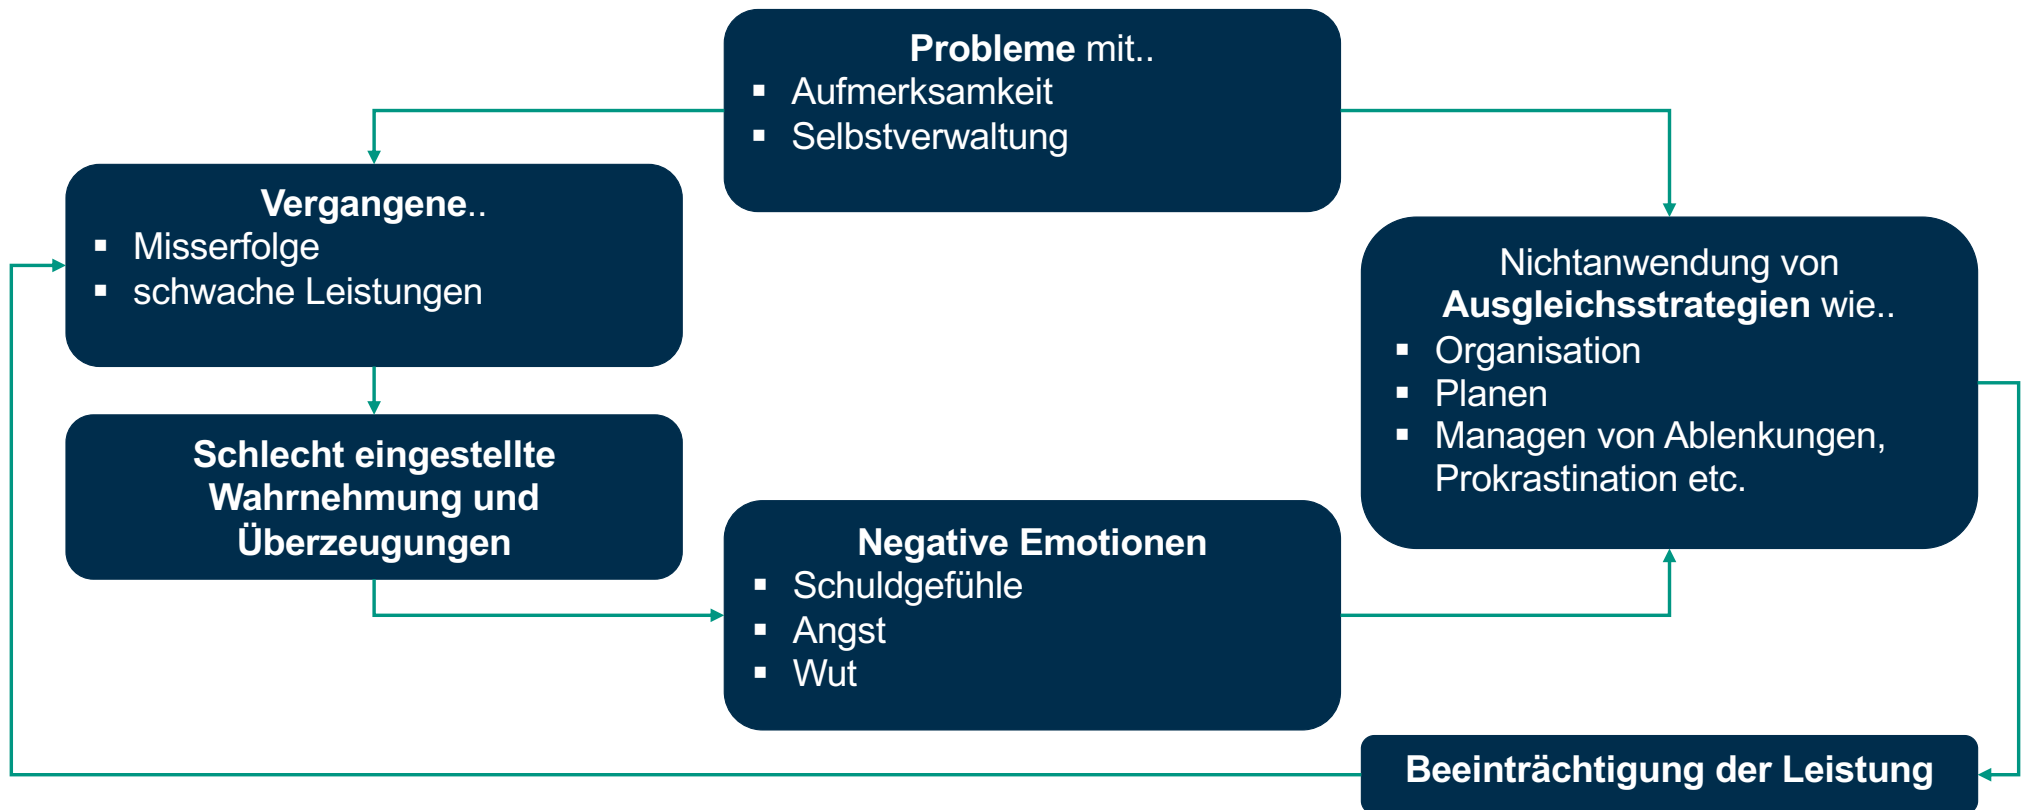 Probleme mit..
▪ Aufmerksamkeit
▪ Selbstverwaltung
Vergangene..
▪ Misserfolge
▪ schwache Leistungen
Schlecht eingestellte
Wahrnehmung und
Überzeugungen
Negative Emotionen
▪ Schuldgefühle
▪ Angst
▪ Wut
Nichtanwendung von
Ausgleichsstrategien wie..
▪ Organisation
▪ Planen
▪ Managen von Ablenkungen,
Prokrastination etc.
Beeinträchtigung der Leistung